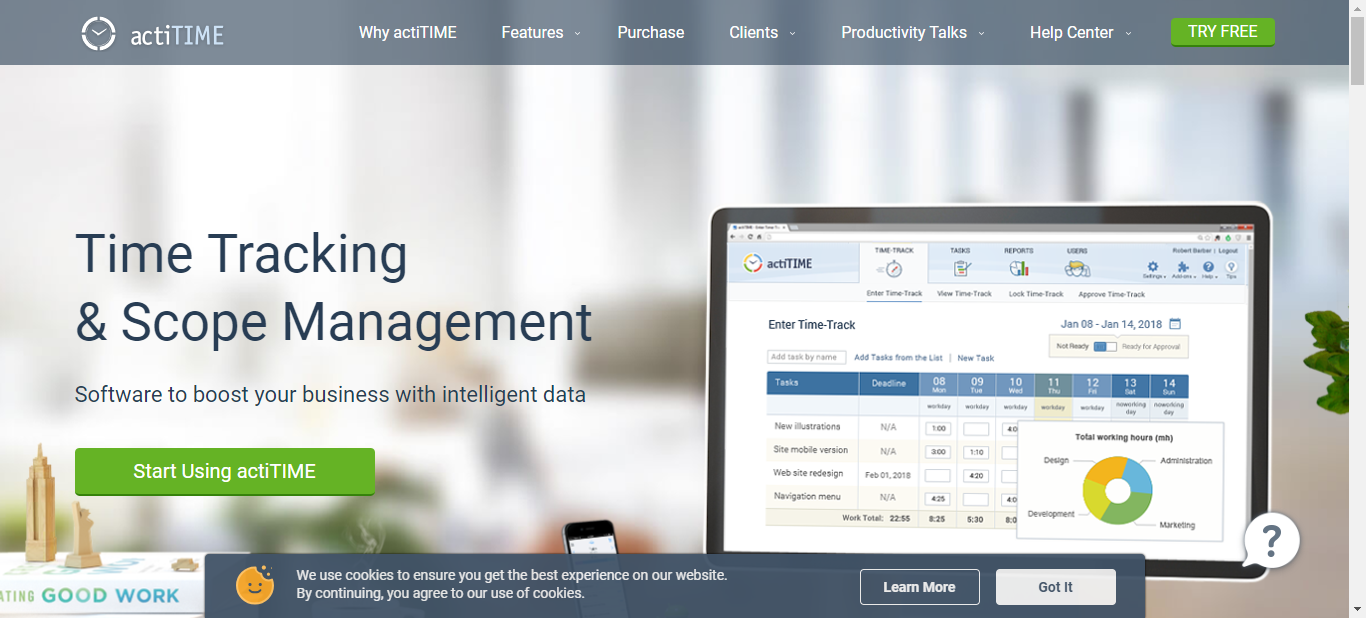 actiTIME
Why actiTIME
Features
Purchase
Clients
Productivity Talks
Help Center
TRY FREE
Time Tracking
& Scope Management
Software to boost your business with intelligent data
Start Using actiTIME
TIME-TRACK TASKS REPORTS USERS
Robert Barber | Logout
actiTIME
Settings Add-ons Help Tips
Enter Time-Track View Time-Track Lock Time-Track Approve Time-Track
Enter Time-Track
Jan 08 - Jan 14, 2018
Not Ready Ready for Approval
Add task by name Add Tasks from the List | New Task
Tasks Deadline 08 09 10 11 12 13 14
Mon Tue Wed Thu Fri Sat Sun
workday workday workday workday workday noworking day noworking day
New illustrations N/A 1:00 4:0
Site mobile version N/A 3:00 1:10
Web site redesign Feb 01, 2018 4:20
Navigation menu N/A 4:25 4:0
Work Total: 22:55 8:25 5:30 8:0
Total working hours (mh)
Design Administration
Development Marketing
?
ATING GOOD WORK
We use cookies to ensure you get the best experience on our website.
By continuing, you agree to our use of cookies.
Learn More
Got It